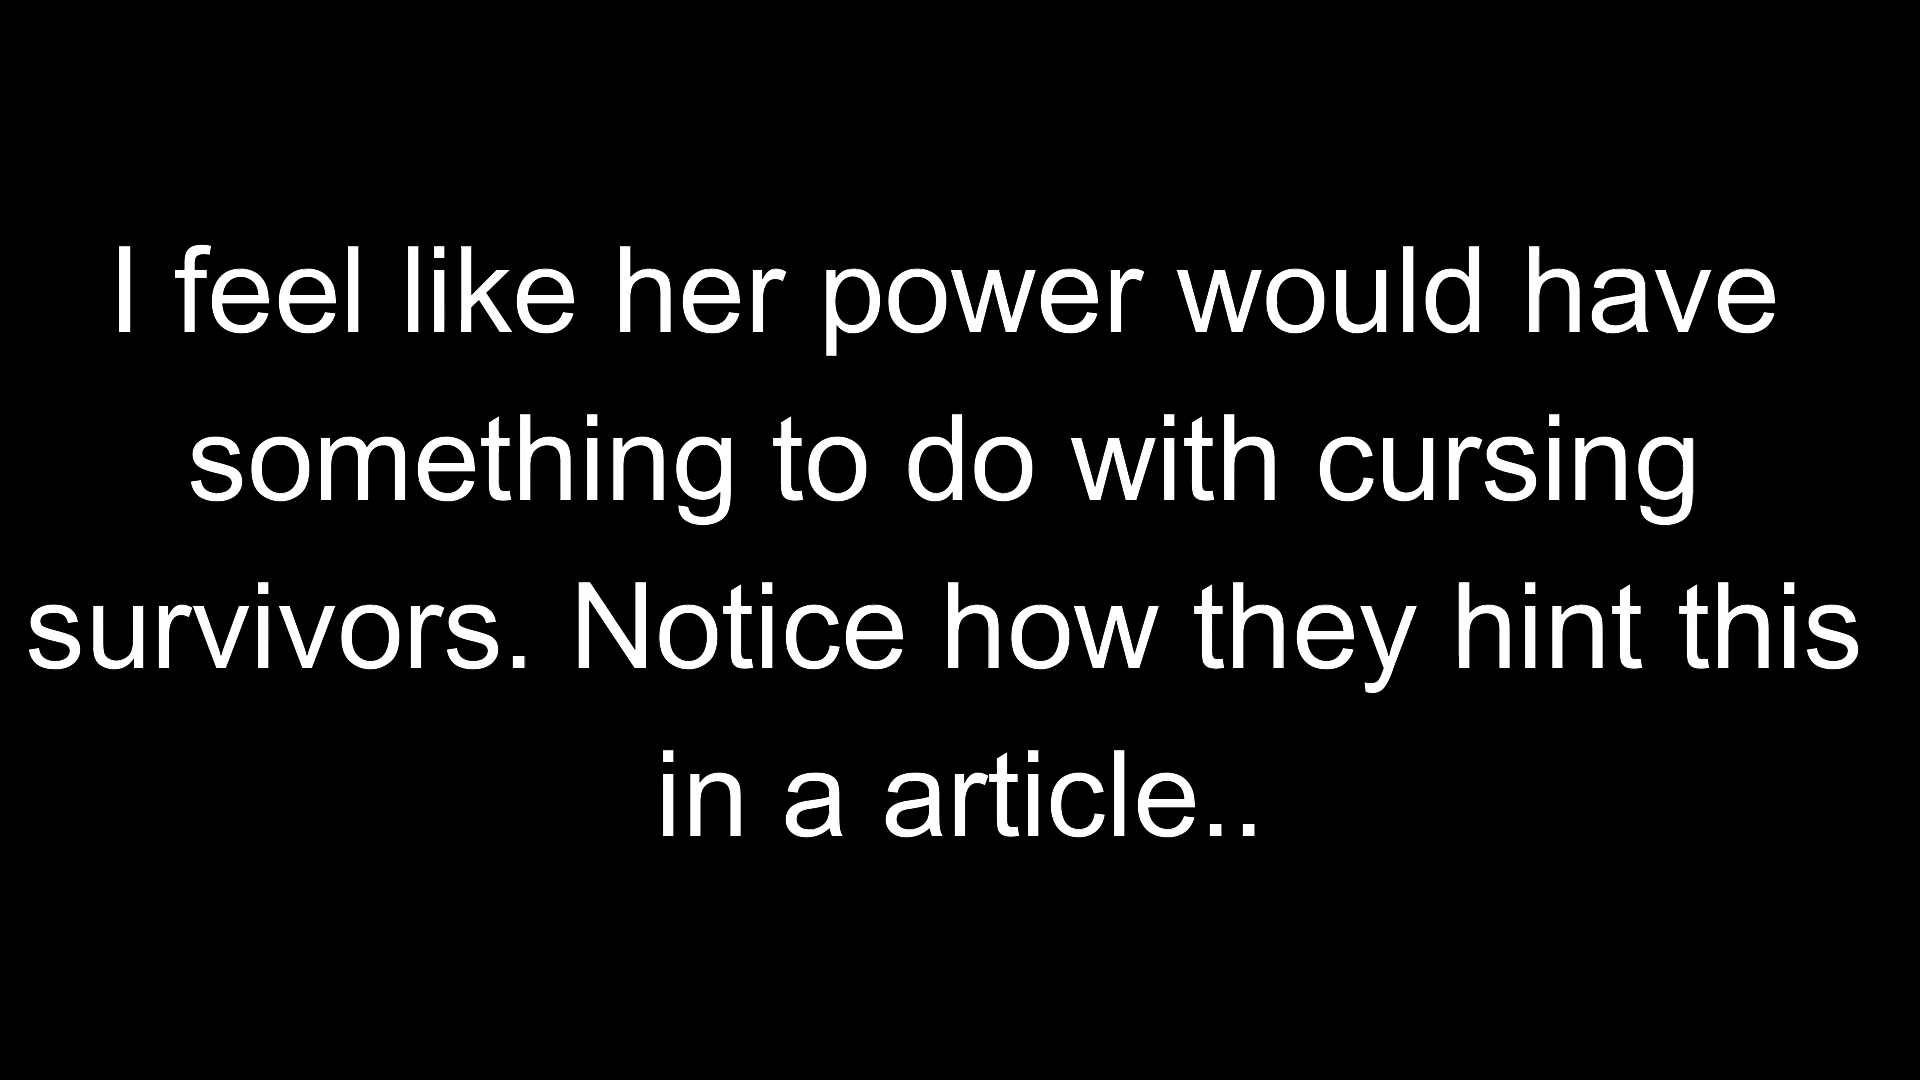 I feel like her power would have
something to do with cursing
survivors. Notice how they hint this
in a article..